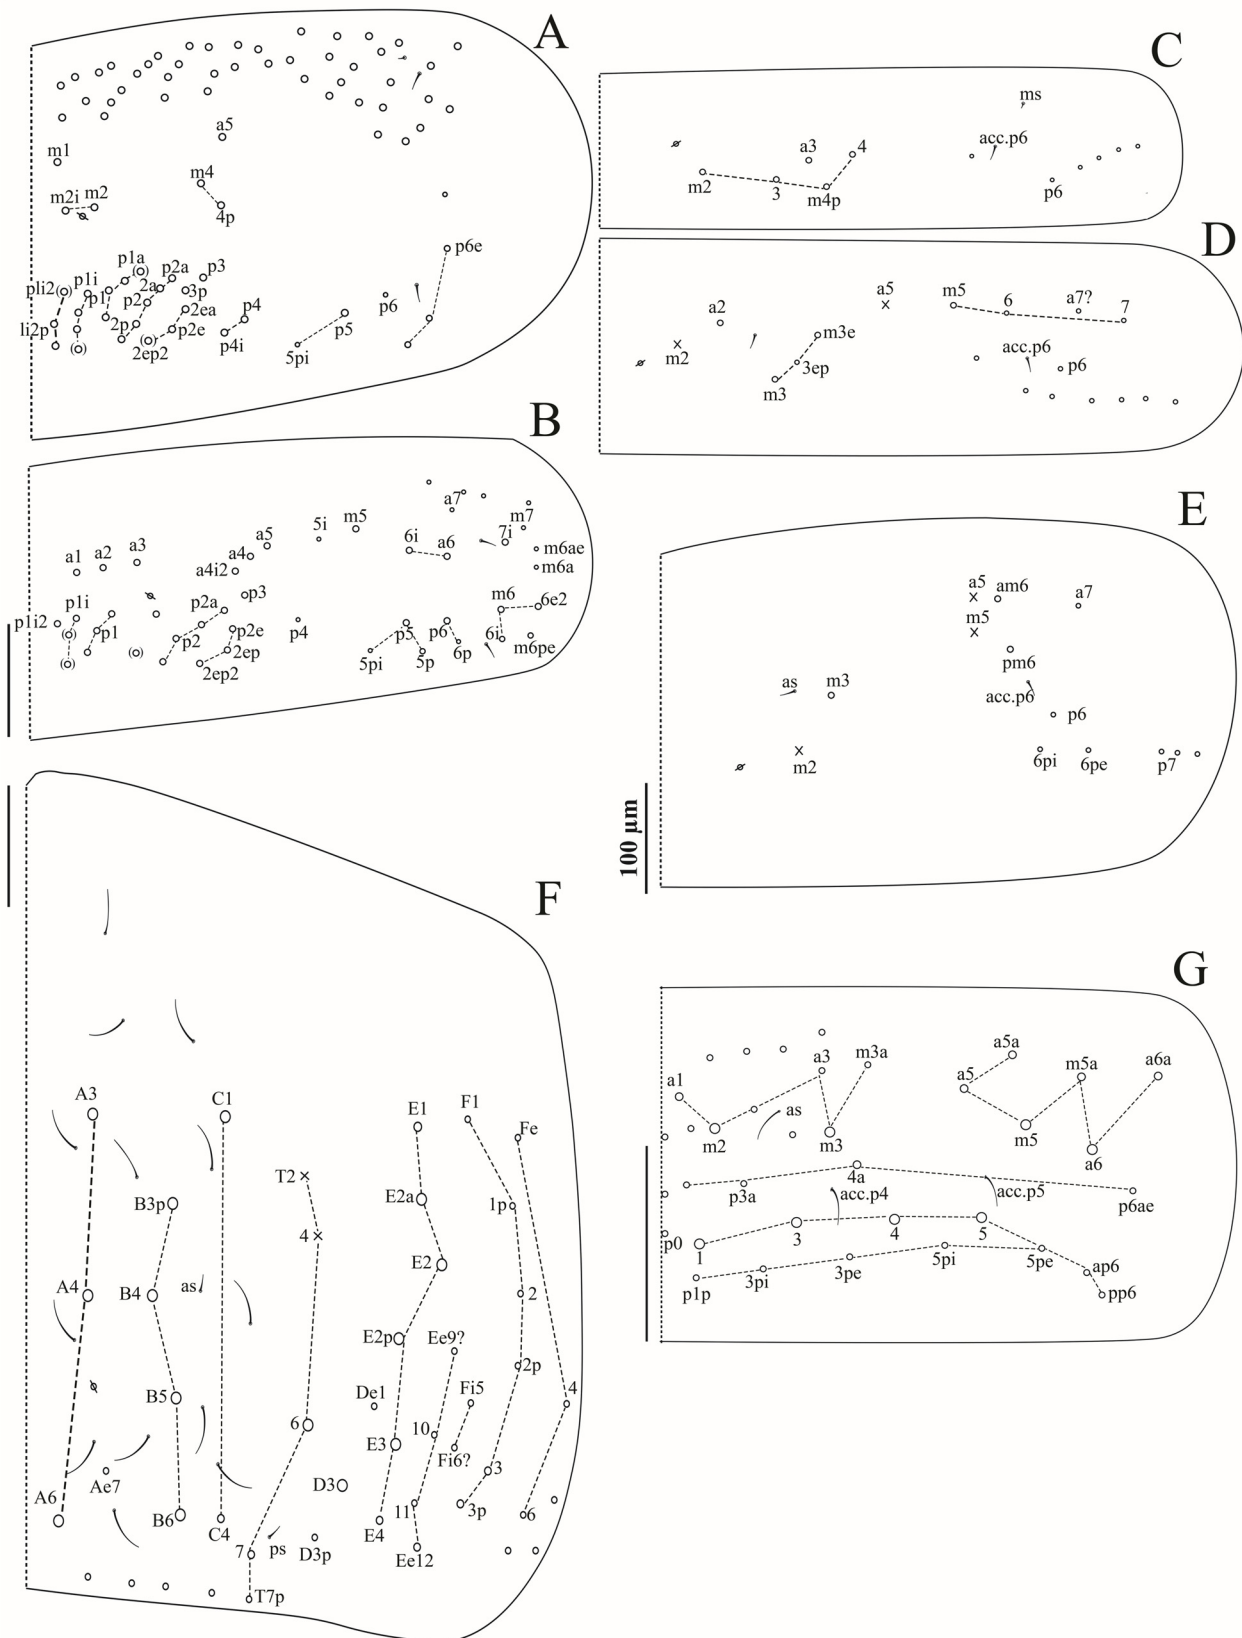 A
a5
m1
m4
m2i m2
4p
p1a
p2a p3
p6e
pli2 p1i
2a
3p
p1
p2
2ea
p6
li2p
2p
p2e
p4
p5
2ep2
p4i
5pi
B
a7
5i m5
m7
a1 a2 a3
a5
6i
a6
7i
a4
m6ae
a4i2
m6a
p1i
p2a
p3
m6
6e2
p1i2
p1
p2
p2e
p4
p5
p6
6i
2ep
5pi
5p
6p
m6pe
2ep2
C
ms
a3
4
acc.p6
m2
3
m4p
p6
D
a2
a5
m5
6
a7?
7
m2
m3e
acc.p6
3ep
p6
m3
E
a5
am6
a7
m5
pm6
as
m3
acc.p6
p6
m2
6pi
6pe
p7
100 µm
F
A3
C1
E1
F1
Fe
T2
B3p
E2a
1p
4
A4
B4
as
E2
2
E2p
Ee9?
2p
B5
De1
Fi5
4
6
10
E3
Fi6?
Ae7
D3
3
A6
B6
C4
11
3p
6
E4
7
ps
D3p
Ee12
T7p
G
a5a
a3
m3a
m5a
a6a
a1
a5
as
m2
m3
m5
a6
4a
p3a
acc.p4
acc.p5
p6ae
p0
1
3
4
5
p1p
3pi
3pe
5pi
5pe
ap6
pp6